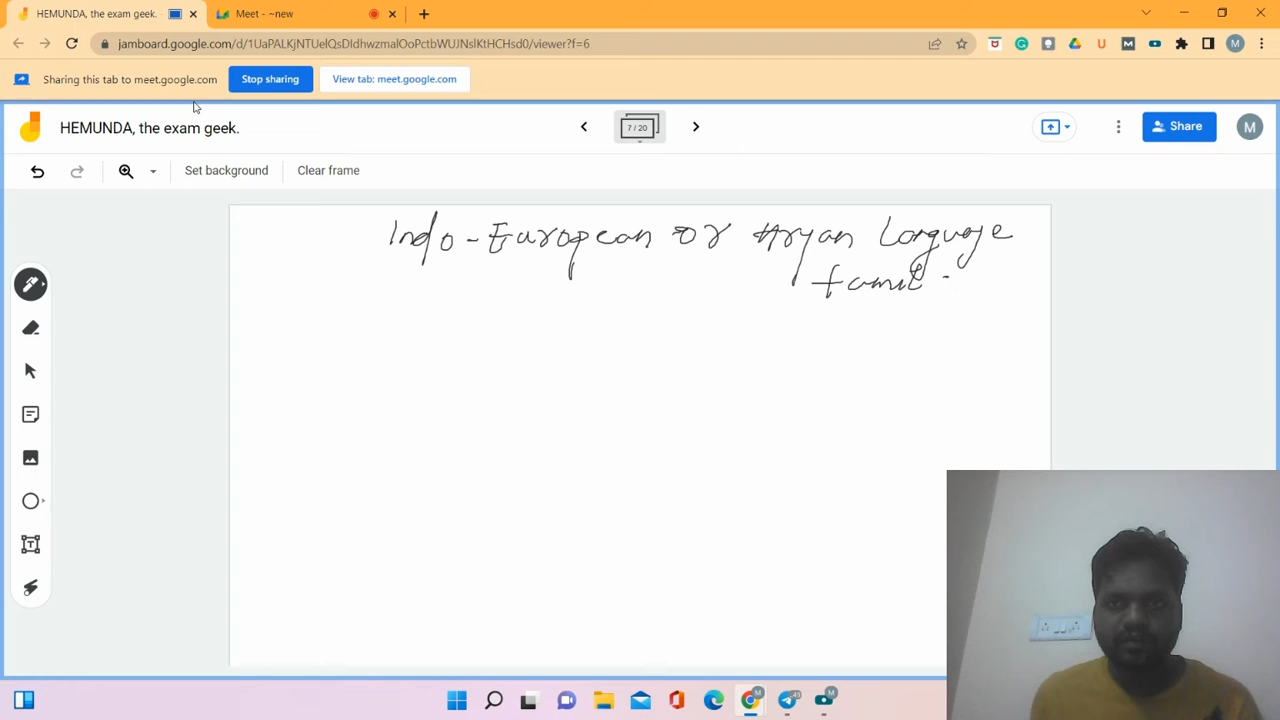 HEMUNDA, the exam geek.
Meet - ~new
jamboard.google.com/d/1UaPALKjNTUelQsDIdhwzmalOoPctbWUJNslKtHCHsd0/viewer?f=6
Sharing this tab to meet.google.com
Stop sharing
View tab: meet.google.com
HEMUNDA, the exam geek.
7 / 20
Share
M
Set background
Clear frame
Indo-European or Aryan Language
famil